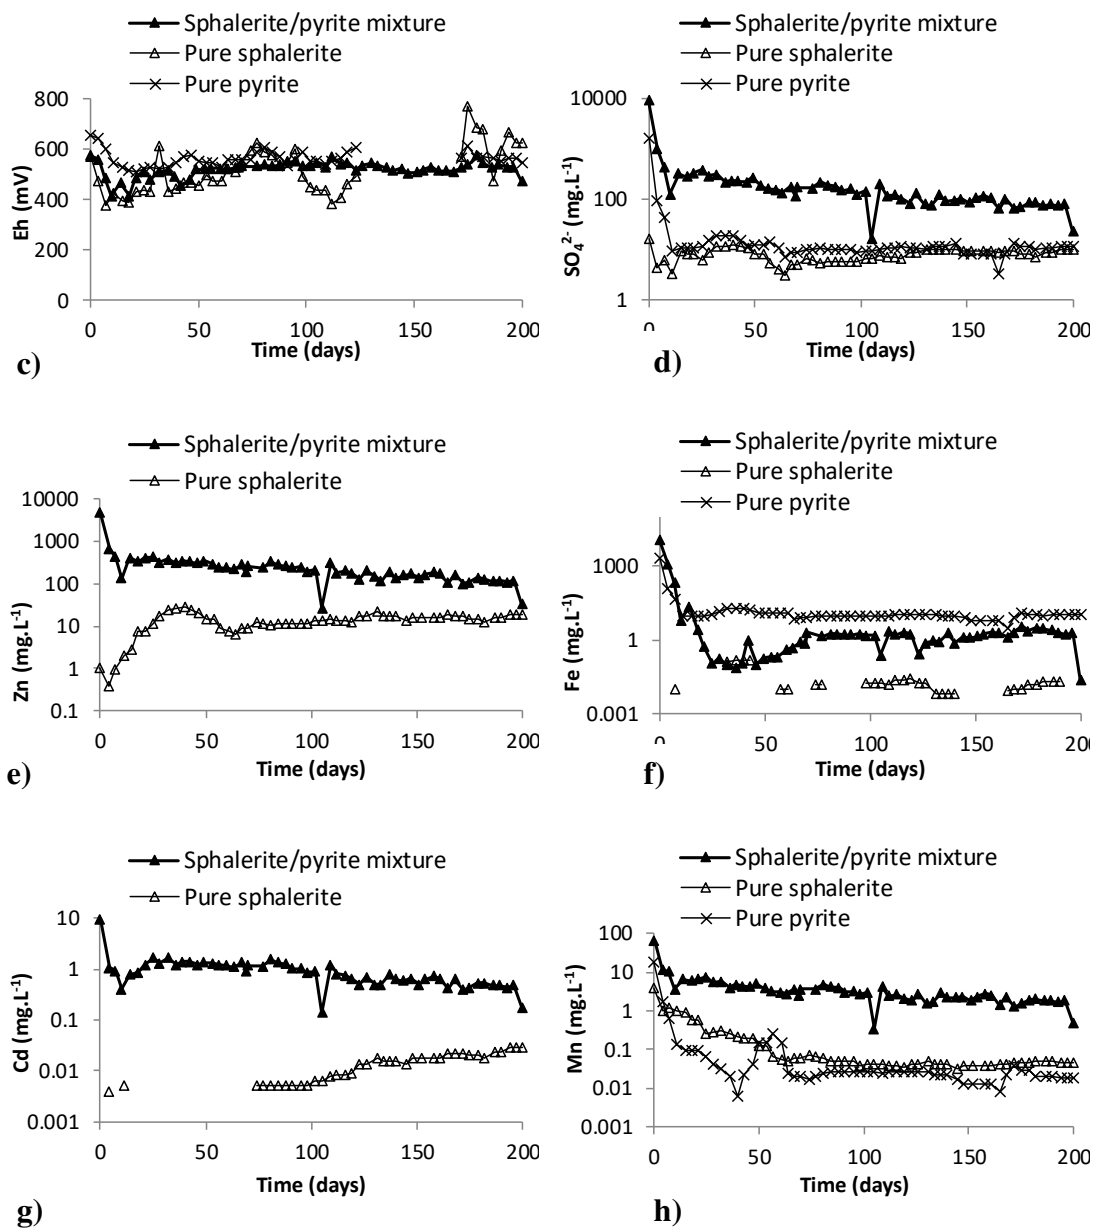 Sphalerite/pyrite mixture
Pure sphalerite
Pure pyrite
800
600
400
200
0
Eh (mV)
0 50 100 150 200
Time (days)
c)
Sphalerite/pyrite mixture
Pure sphalerite
Pure pyrite
10000
100
1
SO₄²⁻ (mg.L⁻¹)
0 50 100 150 200
Time (days)
d)
Sphalerite/pyrite mixture
Pure sphalerite
10000
1000
100
10
1
0.1
Zn (mg.L⁻¹)
0 50 100 150 200
Time (days)
e)
Sphalerite/pyrite mixture
Pure sphalerite
Pure pyrite
1000
1
0.001
Fe (mg.L⁻¹)
0 50 100 150 20
Time (days)
f)
Sphalerite/pyrite mixture
Pure sphalerite
10
1
0.1
0.01
0.001
Cd (mg.L⁻¹)
0 50 100 150 200
Time (days)
g)
Sphalerite/pyrite mixture
Pure sphalerite
Pure pyrite
100
10
1
0.1
0.01
0.001
Mn (mg.L⁻¹)
0 50 100 150 200
Time (days)
h)